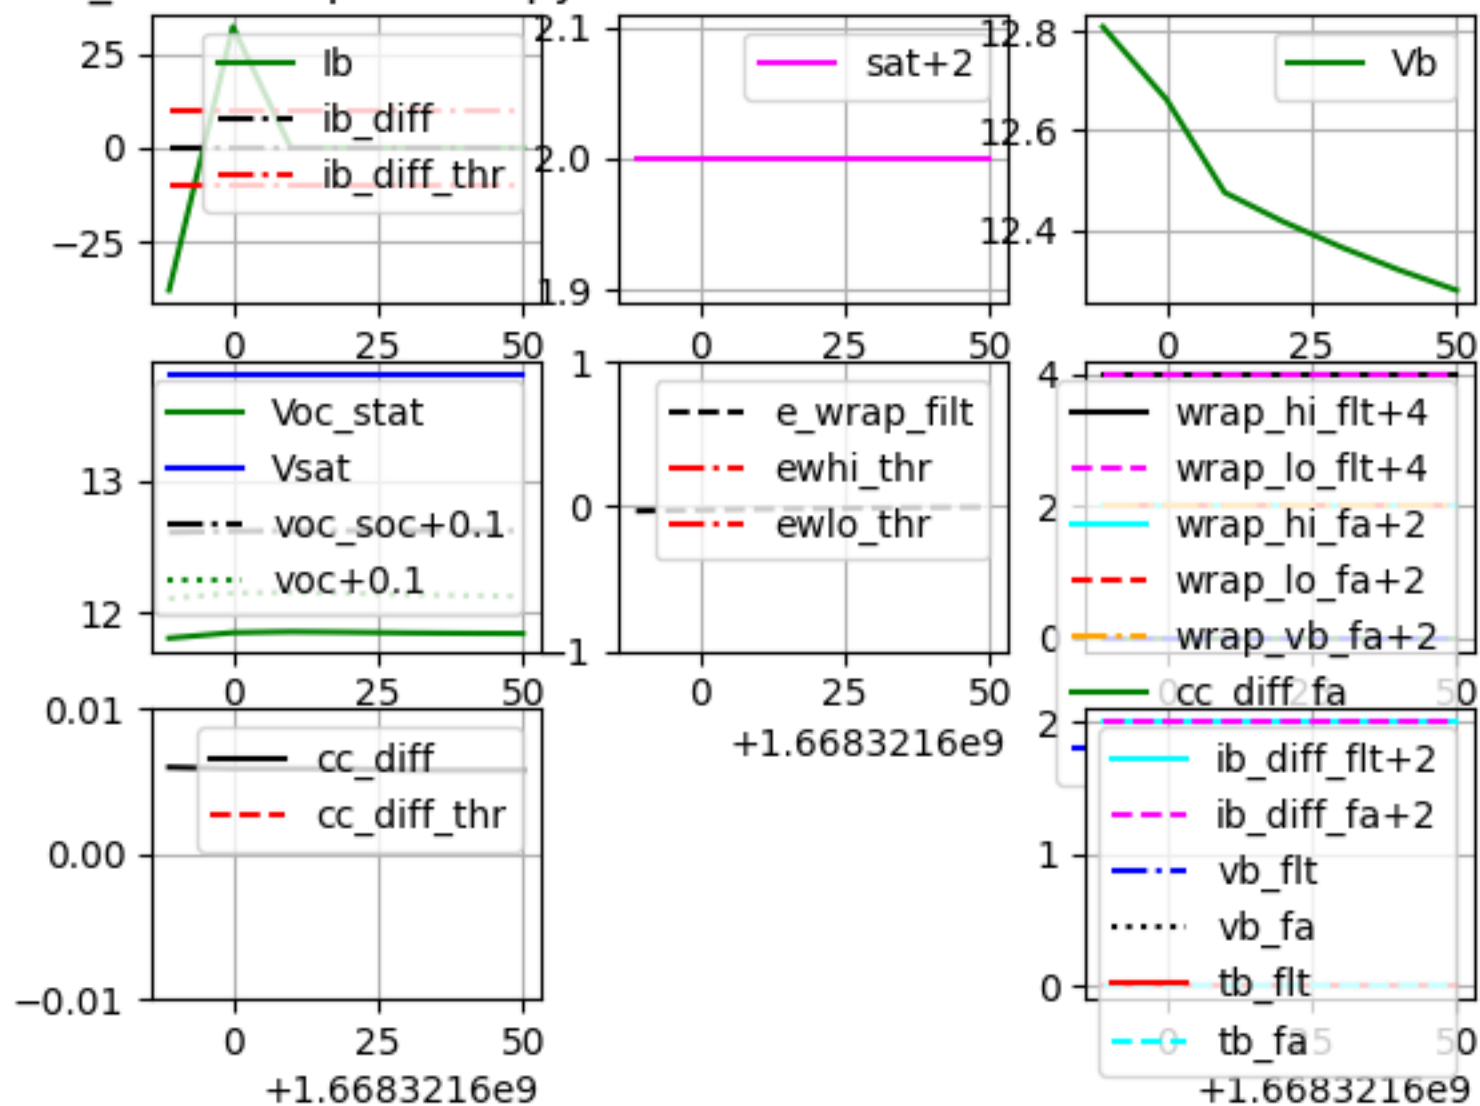 25
0
−25
Ib
ib_diff
ib_diff_thr
0 25 50
2.1
2.0
1.9
sat+2
0 25 50
12.8
12.6
12.4
Vb
0 25 50
13
12
Voc_stat
Vsat
voc_soc+0.1
voc+0.1
0 25 50
1
0
−1
e_wrap_filt
ewhi_thr
ewlo_thr
0 25 50
+1.6683216e9
4
2
0
wrap_hi_flt+4
wrap_lo_flt+4
wrap_hi_fa+2
wrap_lo_fa+2
wrap_vb_fa+2
cc_diff_fa
0 25 50
0.01
0.00
−0.01
cc_diff
cc_diff_thr
0 25 50
+1.6683216e9
2
1
0
ib_diff_flt+2
ib_diff_fa+2
vb_flt
vb_fa
tb_flt
tb_fa
0 25 50
+1.6683216e9